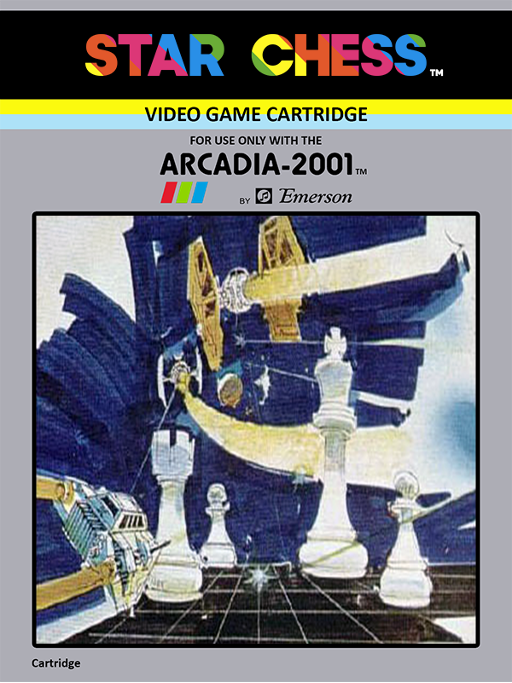 STAR CHESS™
VIDEO GAME CARTRIDGE
FOR USE ONLY WITH THE
ARCADIA-2001™
BY Emerson
Cartridge